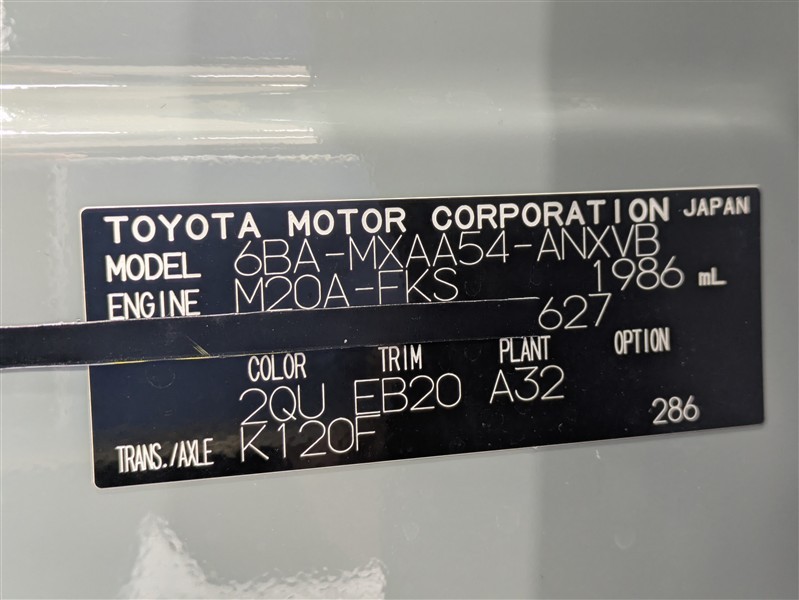 TOYOTA MOTOR CORPORATION JAPAN
MODEL 6BA-MXAA54-ANXVB
ENGINE M20A-FKS 1986 mL
627
COLOR TRIM PLANT OPTION
2QU EB20 A32
TRANS./AXLE K120F 286